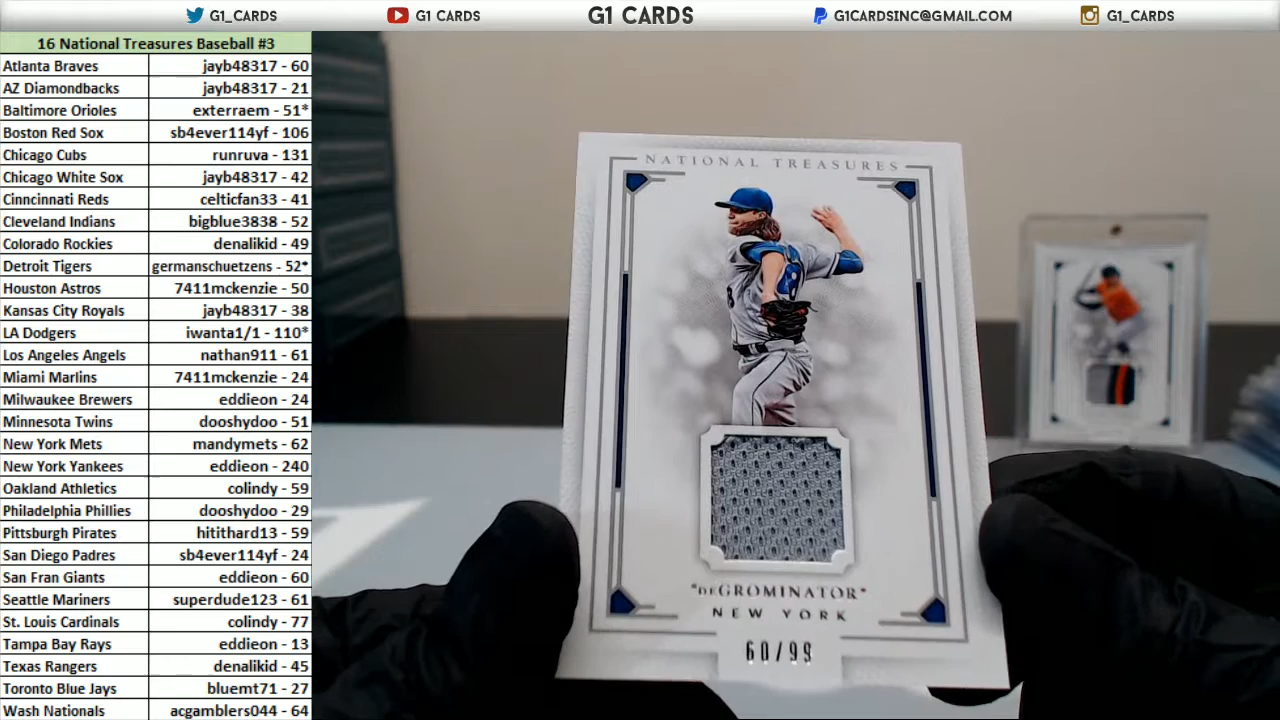 G1_CARDS G1 CARDS G1 CARDS G1CARDSINC@GMAIL.COM G1_CARDS
16 National Treasures Baseball #3
Atlanta Braves jayb48317 - 60
AZ Diamondbacks jayb48317 - 21
Baltimore Orioles exterraem - 51*
Boston Red Sox sb4ever114yf - 106
Chicago Cubs runruva - 131
Chicago White Sox jayb48317 - 42
Cinncinnati Reds celticfan33 - 41
Cleveland Indians bigblue3838 - 52
Colorado Rockies denalikid - 49
Detroit Tigers germanschuetzens - 52*
Houston Astros 7411mckenzie - 50
Kansas City Royals jayb48317 - 38
LA Dodgers iwanta1/1 - 110*
Los Angeles Angels nathan911 - 61
Miami Marlins 7411mckenzie - 24
Milwaukee Brewers eddieon - 24
Minnesota Twins dooshydoo - 51
New York Mets mandymets - 62
New York Yankees eddieon - 240
Oakland Athletics colindy - 59
Philadelphia Phillies dooshydoo - 29
Pittsburgh Pirates hitithard13 - 59
San Diego Padres sb4ever114yf - 24
San Fran Giants eddieon - 60
Seattle Mariners superdude123 - 61
St. Louis Cardinals colindy - 77
Tampa Bay Rays eddieon - 13
Texas Rangers denalikid - 45
Toronto Blue Jays bluemt71 - 27
Wash Nationals acgamblers044 - 64
NATIONAL TREASURES
"deGROMINATOR"
NEW YORK
60/99